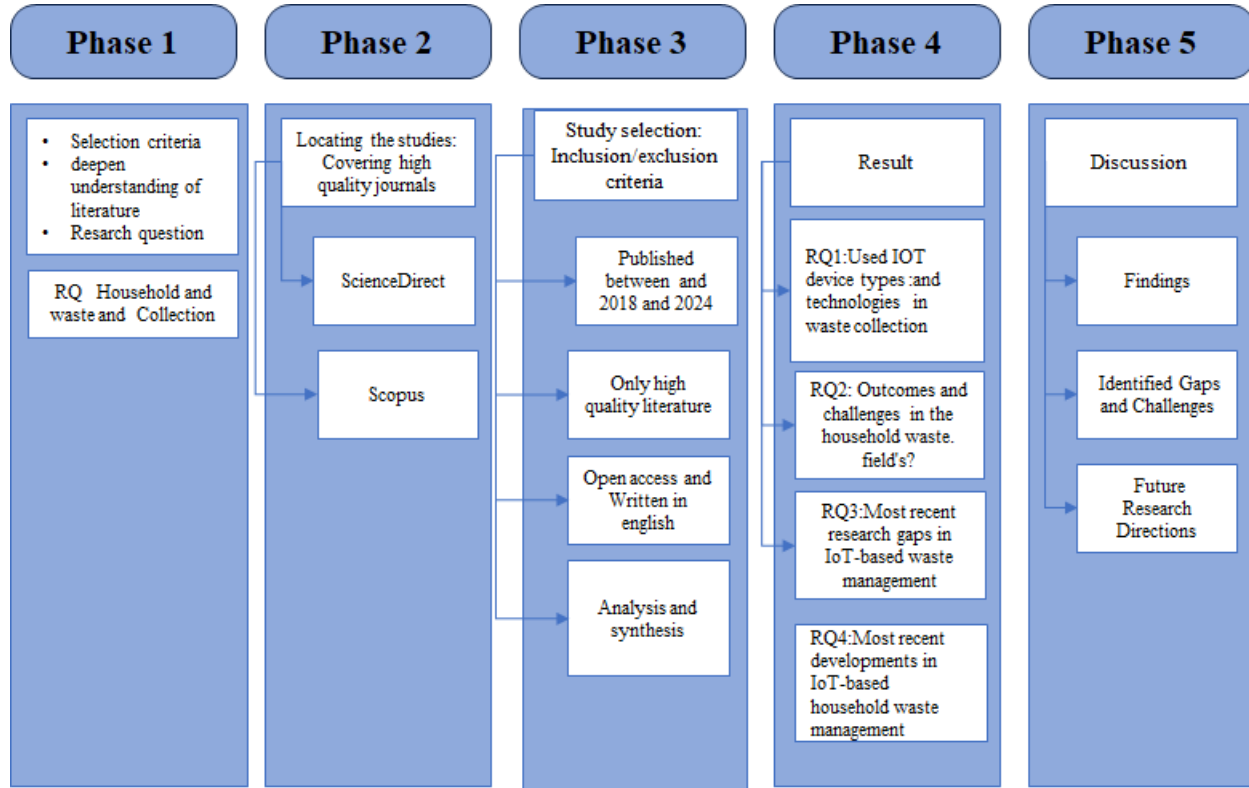 Phase 1
Phase 2
Phase 3
Phase 4
Phase 5
• Selection criteria
• deepen
understanding of
literature
• Resarch question
RQ Household and
waste and Collection
Locating the studies:
Covering high
quality journals
ScienceDirect
Scopus
Study selection:
Inclusion/exclusion
criteria
Published
between and
2018 and 2024
Only high
quality literature
Open access and
Written in
english
Analysis and
synthesis
Result
RQ1:Used IOT
device types :and
technologies in
waste collection
RQ2: Outcomes and
challenges in the
household waste.
field's?
RQ3:Most recent
research gaps in
IoT-based waste
management
RQ4:Most recent
developments in
IoT-based
household waste
management
Discussion
Findings
Identified Gaps
and Challenges
Future
Research
Directions